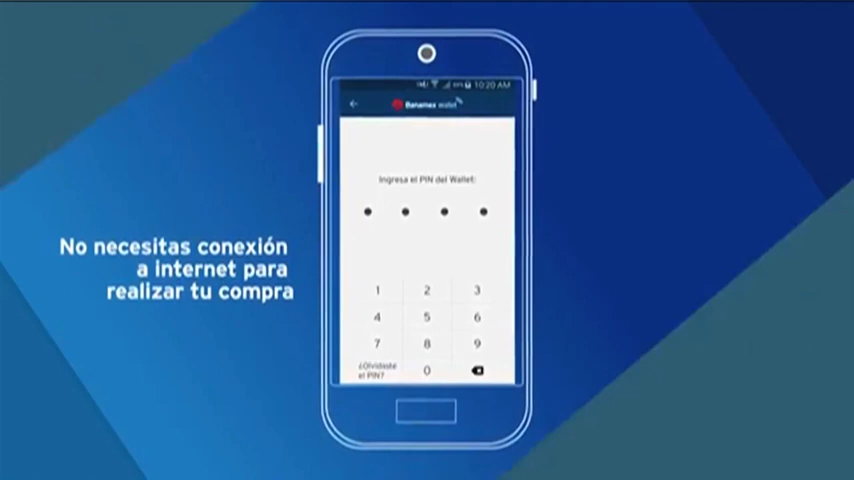 10:20 AM
Banamex wallet
Ingresa el PIN del Wallet:
No necesitas conexión
a internet para
realizar tu compra
1 2 3
4 5 6
7 8 9
¿Olvidaste
el PIN?
0